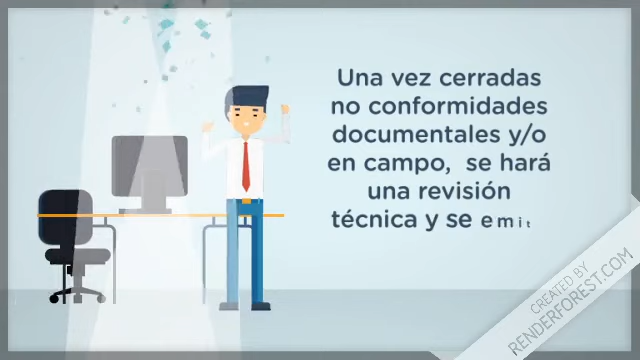 Una vez cerradas
no conformidades
documentales y/o
en campo, se hará
una revisión
técnica y se emit
CREATED BY
RENDERFOREST.COM